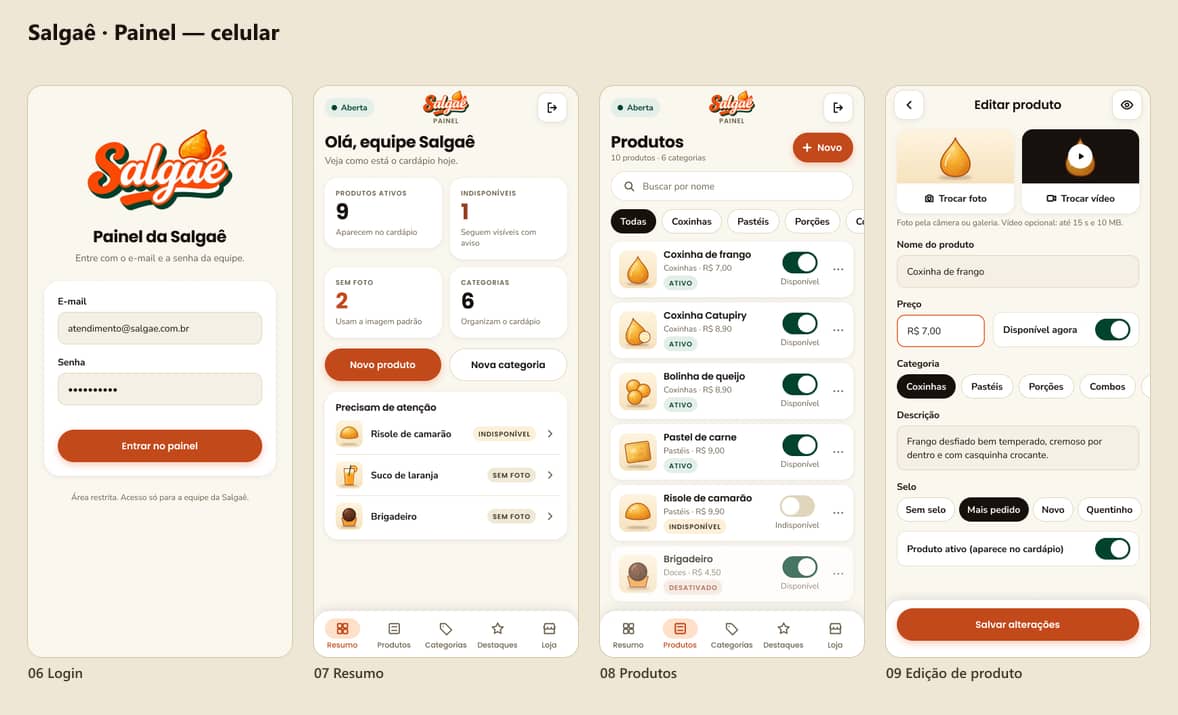 Salgaê · Painel — celular
Salgaê
Painel da Salgaê
Entre com o e-mail e a senha da equipe.
E-mail
atendimento@salgae.com.br
Senha
••••••••••
Entrar no painel
Área restrita. Acesso só para a equipe da Salgaê.
06 Login
Aberta
Salgaê
PAINEL
Olá, equipe Salgaê
Veja como está o cardápio hoje.
PRODUTOS ATIVOS
9
Aparecem no cardápio
INDISPONÍVEIS
1
Seguem visíveis com
aviso
SEM FOTO
2
Usam a imagem padrão
CATEGORIAS
6
Organizam o cardápio
Novo produto
Nova categoria
Precisam de atenção
Risole de camarão INDISPONÍVEL
Suco de laranja SEM FOTO
Brigadeiro SEM FOTO
Resumo Produtos Categorias Destaques Loja
07 Resumo
Aberta
Salgaê
PAINEL
Produtos
10 produtos · 6 categorias
+ Novo
Buscar por nome
Todas Coxinhas Pastéis Porções Co
Coxinha de frango
Coxinhas · R$ 7,00
ATIVO
Disponível
Coxinha Catupiry
Coxinhas · R$ 8,90
ATIVO
Disponível
Bolinha de queijo
Coxinhas · R$ 8,90
ATIVO
Disponível
Pastel de carne
Pastéis · R$ 9,00
ATIVO
Disponível
Risole de camarão
Pastéis · R$ 9,90
INDISPONÍVEL
Indisponível
Brigadeiro
Doces · R$ 4,50
DESATIVADO
Disponível
Resumo Produtos Categorias Destaques Loja
08 Produtos
Editar produto
Trocar foto
Trocar vídeo
Foto pela câmera ou galeria. Vídeo opcional: até 15 s e 10 MB.
Nome do produto
Coxinha de frango
Preço
R$ 7,00
Disponível agora
Categoria
Coxinhas Pastéis Porções Combos
Descrição
Frango desfiado bem temperado, cremoso por
dentro e com casquinha crocante.
Selo
Sem selo Mais pedido Novo Quentinho
Produto ativo (aparece no cardápio)
Salvar alterações
09 Edição de produto